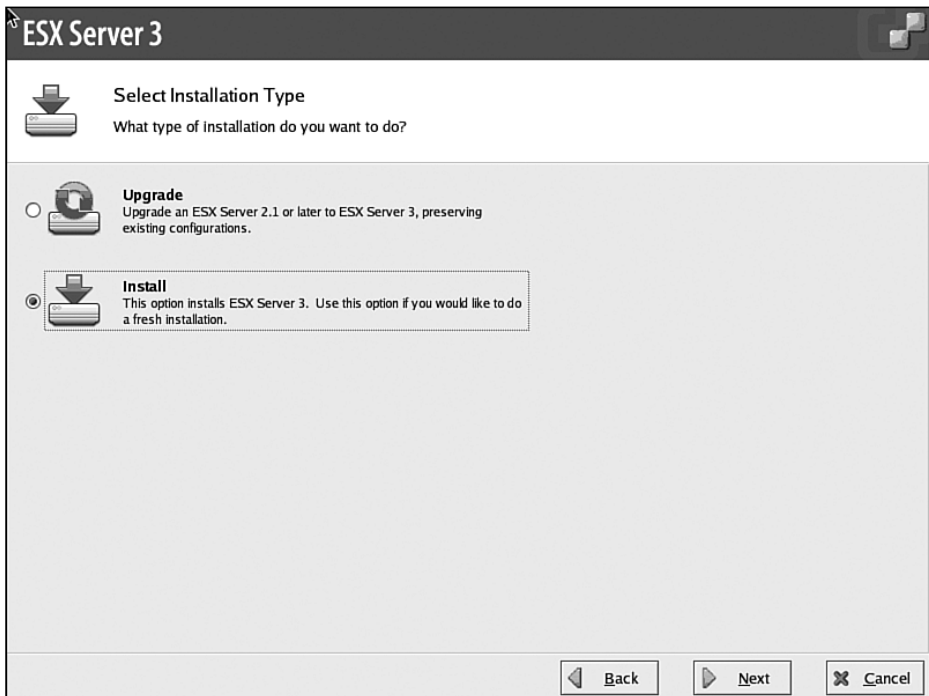 ESX Server 3
Select Installation Type
What type of installation do you want to do?
Upgrade
Upgrade an ESX Server 2.1 or later to ESX Server 3, preserving
existing configurations.
Install
This option installs ESX Server 3. Use this option if you would like to do
a fresh installation.
Back
Next
Cancel